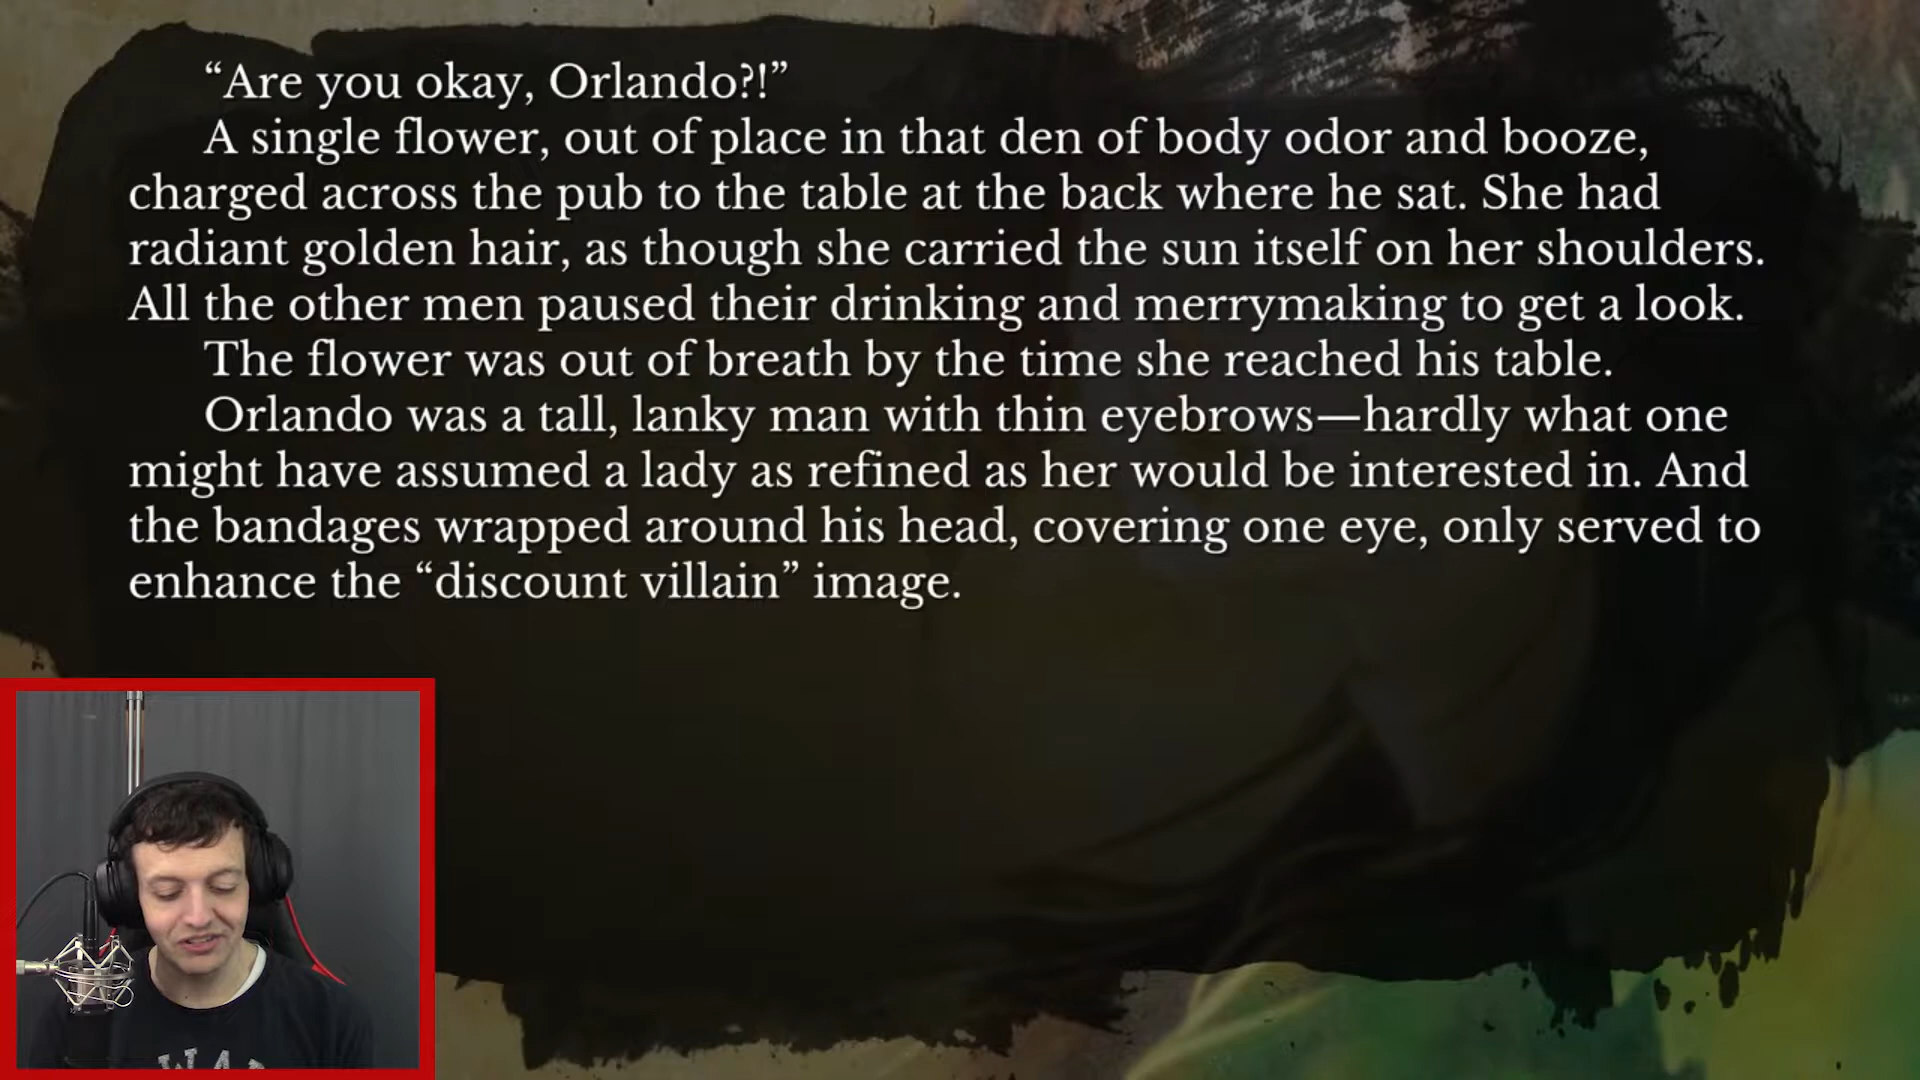 “Are you okay, Orlando?!”
A single flower, out of place in that den of body odor and booze,
charged across the pub to the table at the back where he sat. She had
radiant golden hair, as though she carried the sun itself on her shoulders.
All the other men paused their drinking and merrymaking to get a look.
The flower was out of breath by the time she reached his table.
Orlando was a tall, lanky man with thin eyebrows—hardly what one
might have assumed a lady as refined as her would be interested in. And
the bandages wrapped around his head, covering one eye, only served to
enhance the “discount villain” image.